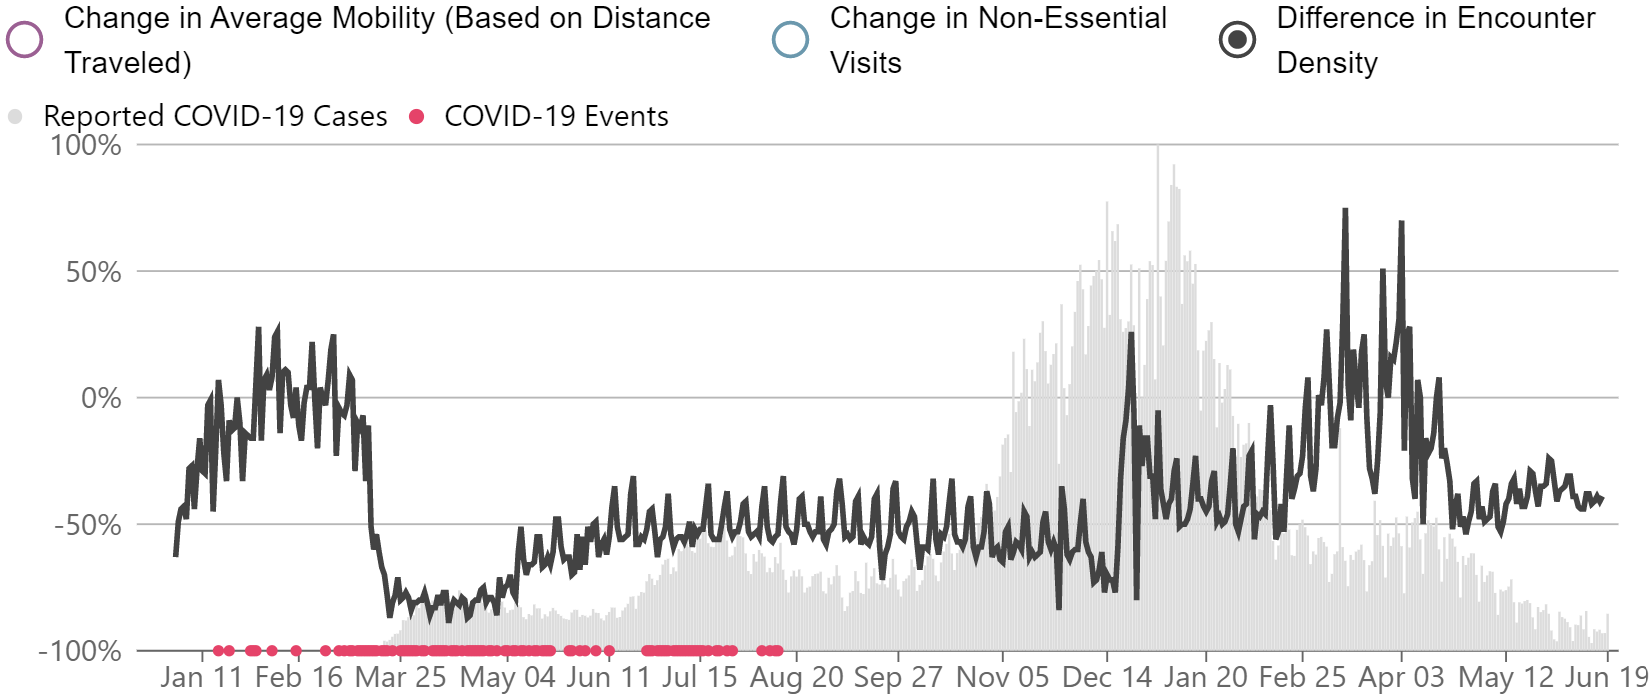 Change in Average Mobility (Based on Distance Traveled)
Change in Non-Essential Visits
Difference in Encounter Density
Reported COVID-19 Cases
COVID-19 Events
100%
50%
0%
-50%
-100%
Jan 11
Feb 16
Mar 25
May 04
Jun 11
Jul 15
Aug 20
Sep 27
Nov 05
Dec 14
Jan 20
Feb 25
Apr 03
May 12
Jun 19